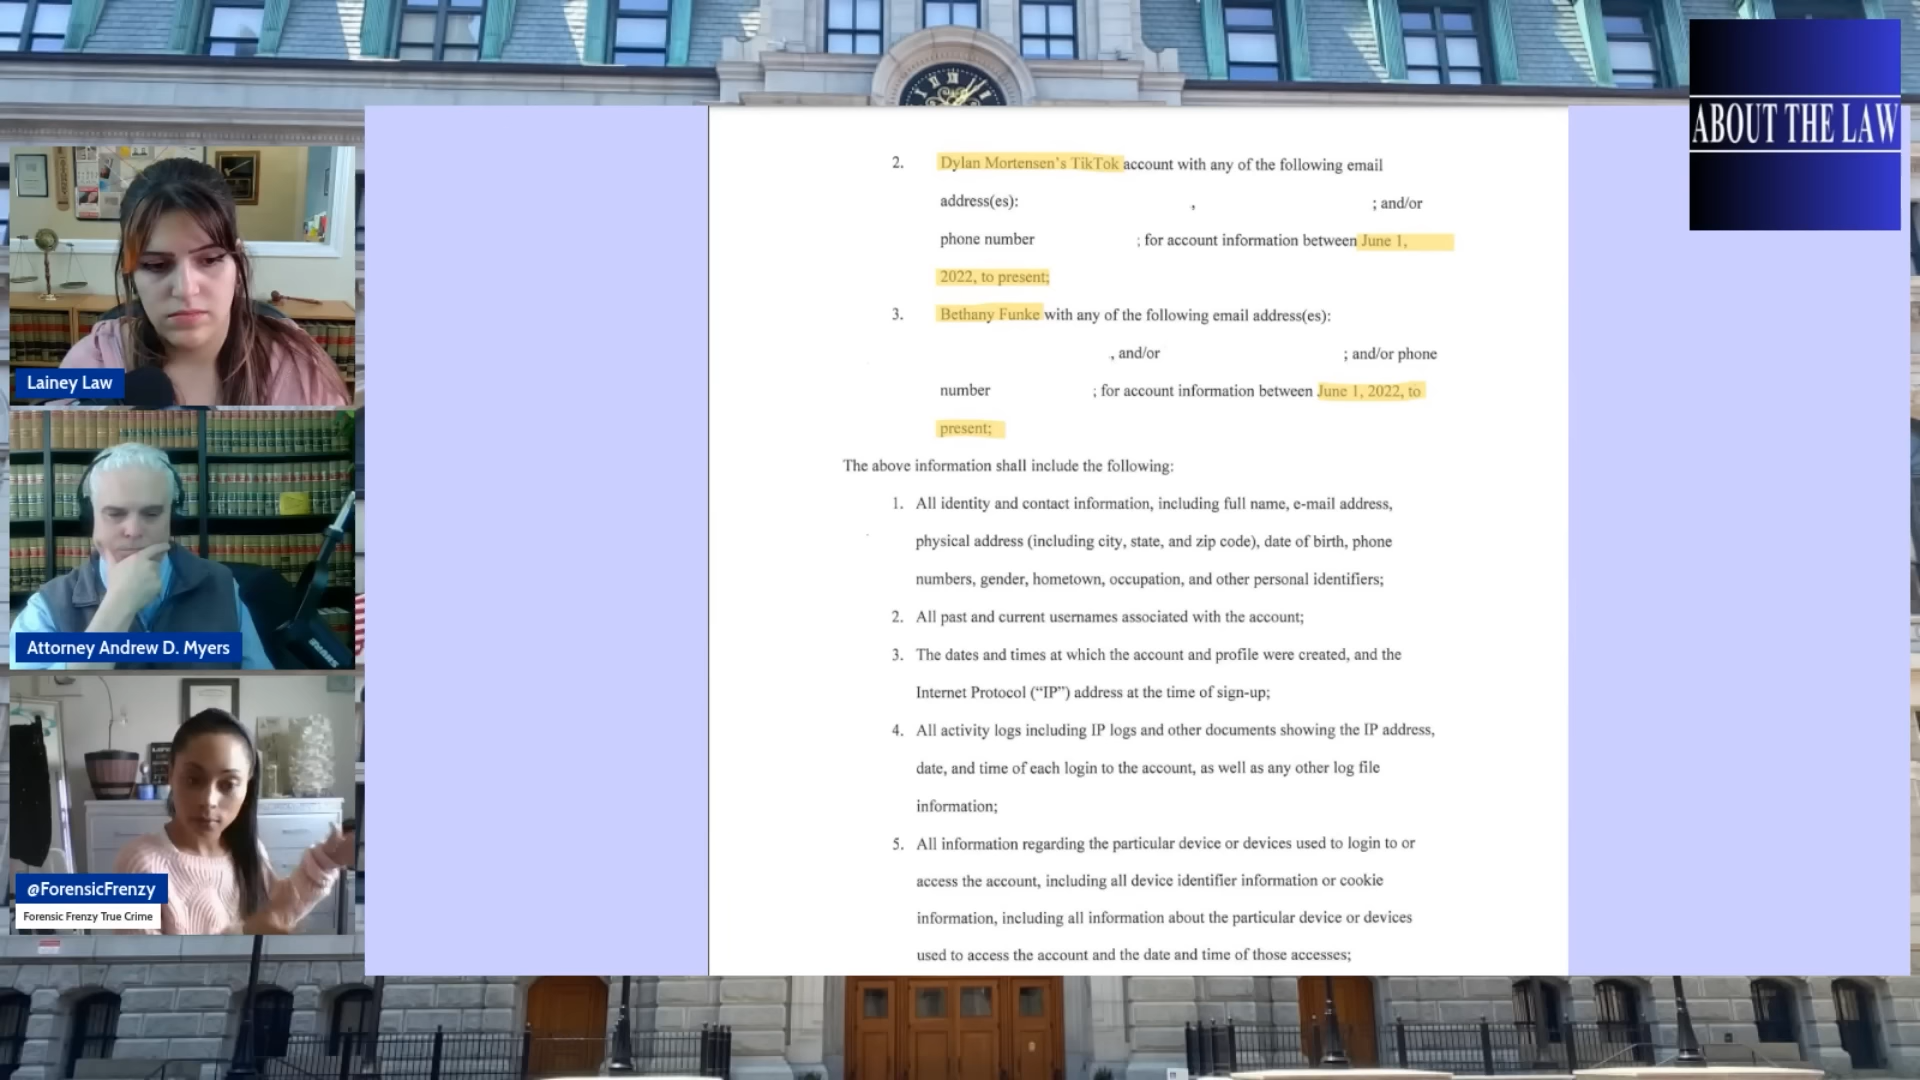 ABOUT THE LAW
2. Dylan Mortensen's TikTok account with any of the following email
address(es): , ; and/or
phone number ; for account information between June 1,
2022, to present;
3. Bethany Funke with any of the following email address(es):
, and/or ; and/or phone
number ; for account information between June 1, 2022, to
present;
The above information shall include the following:
1. All identity and contact information, including full name, e-mail address,
physical address (including city, state, and zip code), date of birth, phone
numbers, gender, hometown, occupation, and other personal identifiers;
2. All past and current usernames associated with the account;
3. The dates and times at which the account and profile were created, and the
Internet Protocol ("IP") address at the time of sign-up;
4. All activity logs including IP logs and other documents showing the IP address,
date, and time of each login to the account, as well as any other log file
information;
5. All information regarding the particular device or devices used to login to or
access the account, including all device identifier information or cookie
information, including all information about the particular device or devices
used to access the account and the date and time of those accesses;
Lainey Law
Attorney Andrew D. Myers
@ForensicFrenzy
Forensic Frenzy True Crime